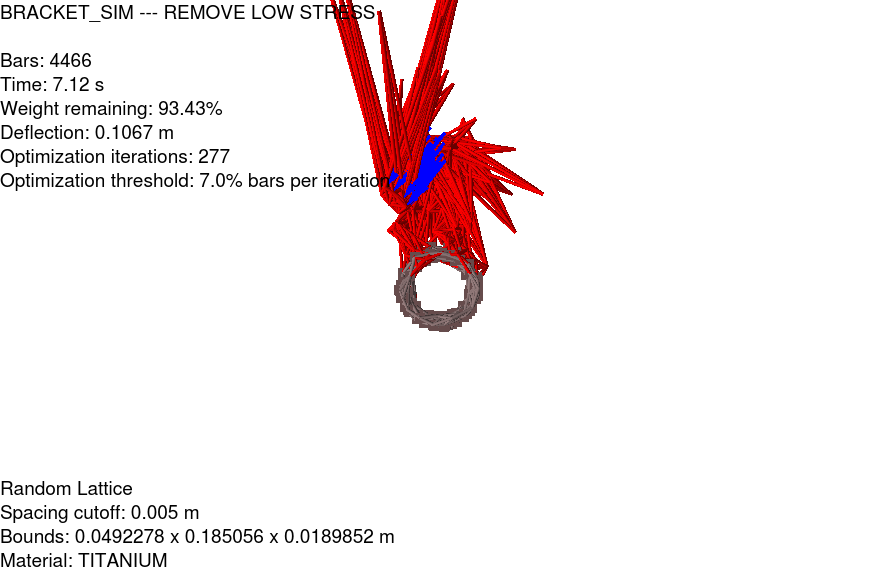 BRACKET_SIM --- REMOVE LOW STRESS
Bars: 4466
Time: 7.12 s
Weight remaining: 93.43%
Deflection: 0.1067 m
Optimization iterations: 277
Optimization threshold: 7.0% bars per iteration
Random Lattice
Spacing cutoff: 0.005 m
Bounds: 0.0492278 x 0.185056 x 0.0189852 m
Material: TITANIUM